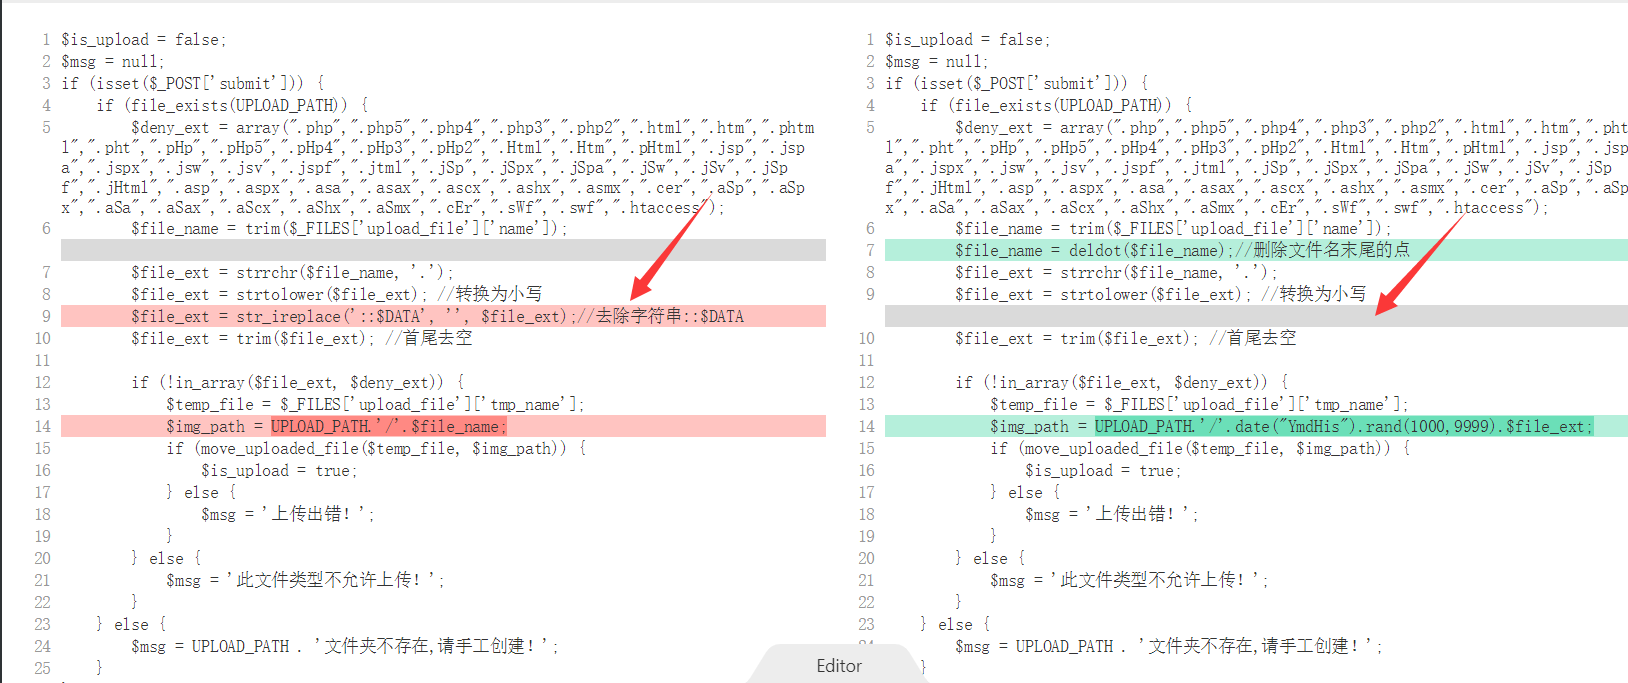 1 $is_upload = false;
2 $msg = null;
3 if (isset($_POST['submit'])) {
4 if (file_exists(UPLOAD_PATH)) {
5 $deny_ext = array(".php",".php5",".php4",".php3",".php2",".html",".htm",".phtm
l",".pht",".pHp",".pHp5",".pHp4",".pHp3",".pHp2",".Html",".Htm",".pHtml",".jsp",".jsp
a",".jspx",".jsw",".jsv",".jspf",".jtml",".jSp",".jSpx",".jSpa",".jSw",".jSv",".jSp
f",".jHtml",".asp",".aspx",".asa",".asax",".ascx",".ashx",".asmx",".cer",".aSp",".aSp
x",".aSa",".aSax",".aScx",".aShx",".aSmx",".cEr",".sWf",".swf",".htaccess");
6 $file_name = trim($_FILES['upload_file']['name']);
7 $file_ext = strrchr($file_name, '.');
8 $file_ext = strtolower($file_ext); //转换为小写
9 $file_ext = str_ireplace('::$DATA', '', $file_ext);//去除字符串::$DATA
10 $file_ext = trim($file_ext); //首尾去空
11
12 if (!in_array($file_ext, $deny_ext)) {
13 $temp_file = $_FILES['upload_file']['tmp_name'];
14 $img_path = UPLOAD_PATH.'/'.$file_name;
15 if (move_uploaded_file($temp_file, $img_path)) {
16 $is_upload = true;
17 } else {
18 $msg = '上传出错！';
19 }
20 } else {
21 $msg = '此文件类型不允许上传！';
22 }
23 } else {
24 $msg = UPLOAD_PATH . '文件夹不存在,请手工创建！';
25 }
1 $is_upload = false;
2 $msg = null;
3 if (isset($_POST['submit'])) {
4 if (file_exists(UPLOAD_PATH)) {
5 $deny_ext = array(".php",".php5",".php4",".php3",".php2",".html",".htm",".pht
l",".pht",".pHp",".pHp5",".pHp4",".pHp3",".pHp2",".Html",".Htm",".pHtml",".jsp",".jsp
a",".jspx",".jsw",".jsv",".jspf",".jtml",".jSp",".jSpx",".jSpa",".jSw",".jSv",".jSp
f",".jHtml",".asp",".aspx",".asa",".asax",".ascx",".ashx",".asmx",".cer",".aSp",".aSp
x",".aSa",".aSax",".aScx",".aShx",".aSmx",".cEr",".sWf",".swf",".htaccess");
6 $file_name = trim($_FILES['upload_file']['name']);
7 $file_name = deldot($file_name);//删除文件名末尾的点
8 $file_ext = strrchr($file_name, '.');
9 $file_ext = strtolower($file_ext); //转换为小写
10 $file_ext = trim($file_ext); //首尾去空
11
12 if (!in_array($file_ext, $deny_ext)) {
13 $temp_file = $_FILES['upload_file']['tmp_name'];
14 $img_path = UPLOAD_PATH.'/'.date("YmdHis").rand(1000,9999).$file_ext;
15 if (move_uploaded_file($temp_file, $img_path)) {
16 $is_upload = true;
17 } else {
18 $msg = '上传出错！';
19 }
20 } else {
21 $msg = '此文件类型不允许上传！';
22 }
23 } else {
$msg = UPLOAD_PATH . '文件夹不存在,请手工创建！';
}
Editor